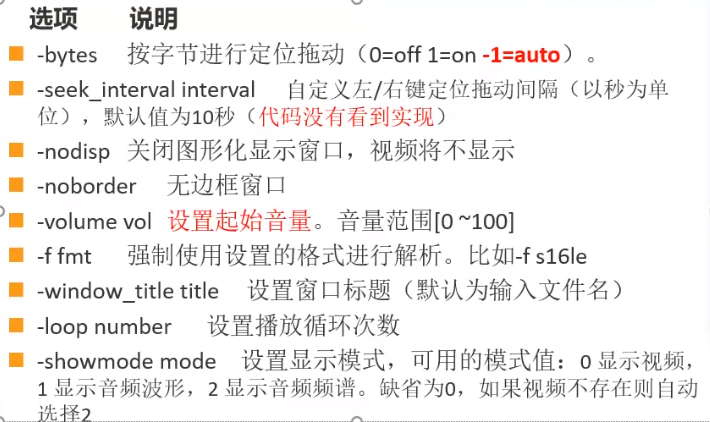 选项 说明
-bytes 按字节进行定位拖动（0=off 1=on -1=auto）。
-seek_interval interval 自定义左/右键定位拖动间隔（以秒为单
位），默认值为10秒（代码没有看到实现）
-nodisp 关闭图形化显示窗口，视频将不显示
-noborder 无边框窗口
-volume vol 设置起始音量。音量范围[0 ~100]
-f fmt 强制使用设置的格式进行解析。比如-f s16le
-window_title title 设置窗口标题（默认为输入文件名）
-loop number 设置播放循环次数
-showmode mode 设置显示模式，可用的模式值：0 显示视频，
1 显示音频波形，2 显示音频频谱。缺省为0，如果视频不存在则自动
选择2